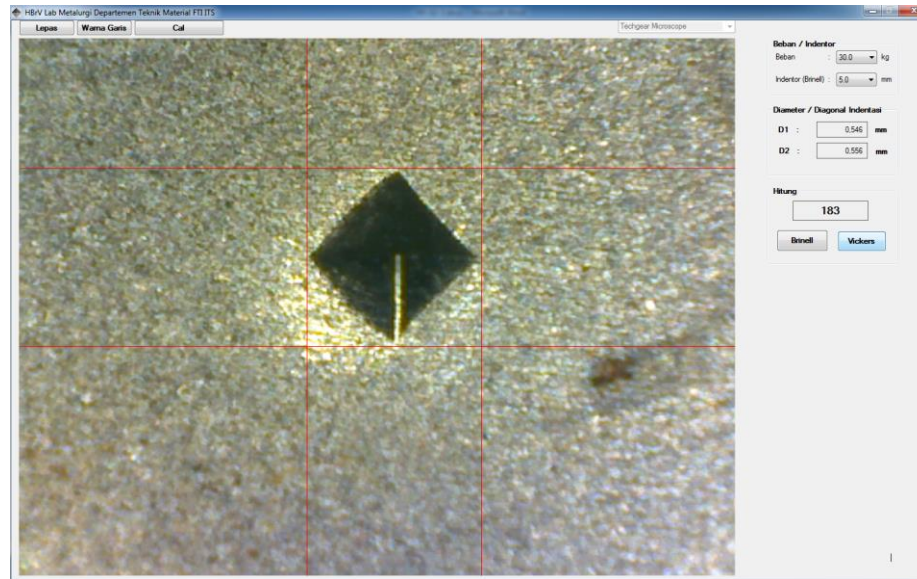 HBrV Lab Metalurgi Departemen Teknik Material FTI ITS
Lepas Warna Garis Cal Techgear Microscope
Beban / Indentor
Beban : 30.0 kg
Indentor (Brinell) : 5.0 mm
Diameter / Diagonal Indentasi
D1 : 0.546 mm
D2 : 0.556 mm
Hitung
183
Brinell Vickers